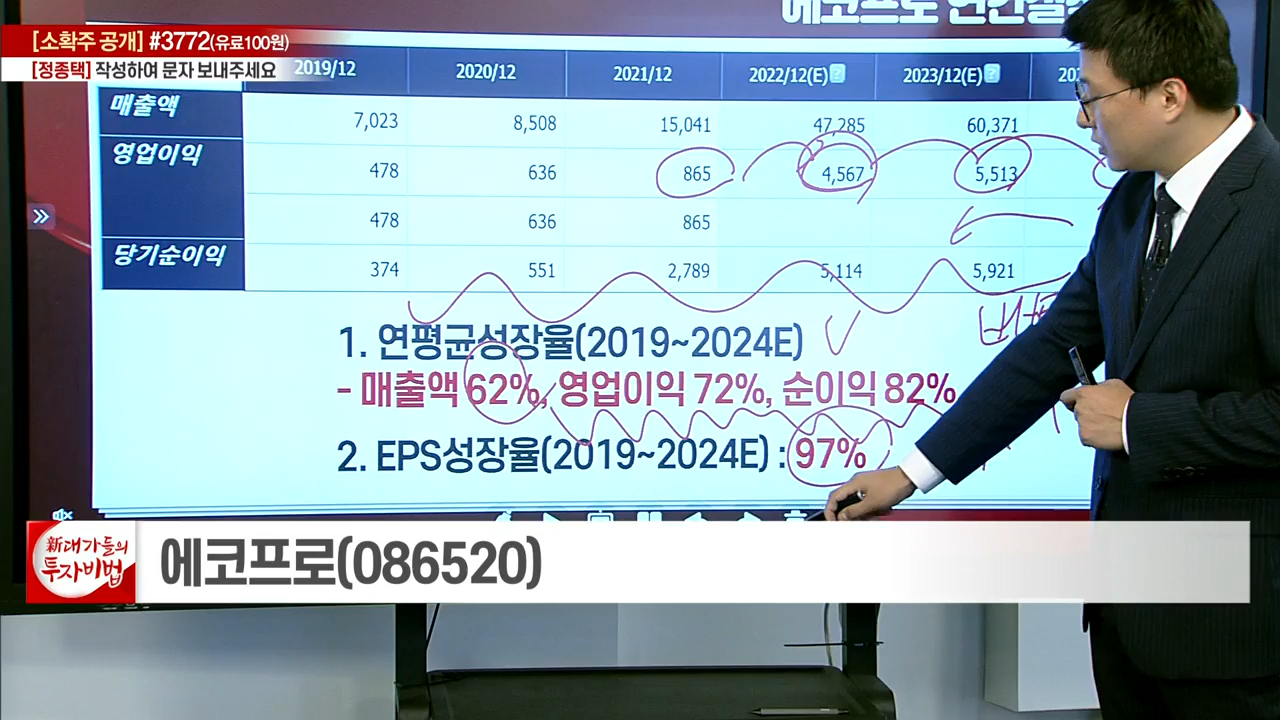 에코프로 연간실
[소확주 공개] #3772(유료100원)
[정종택] 작성하여 문자 보내주세요
2019/12 2020/12 2021/12 2022/12(E) 2023/12(E) 202
매출액 7,023 8,508 15,041 47,285 60,371
영업이익 478 636 865 4,567 5,513
478 636 865
당기순이익 374 551 2,789 5,114 5,921
1. 연평균성장율(2019~2024E)
- 매출액 62%, 영업이익 72%, 순이익 82%
2. EPS성장율(2019~2024E) : 97%
新대가들의
투자비법
에코프로(086520)